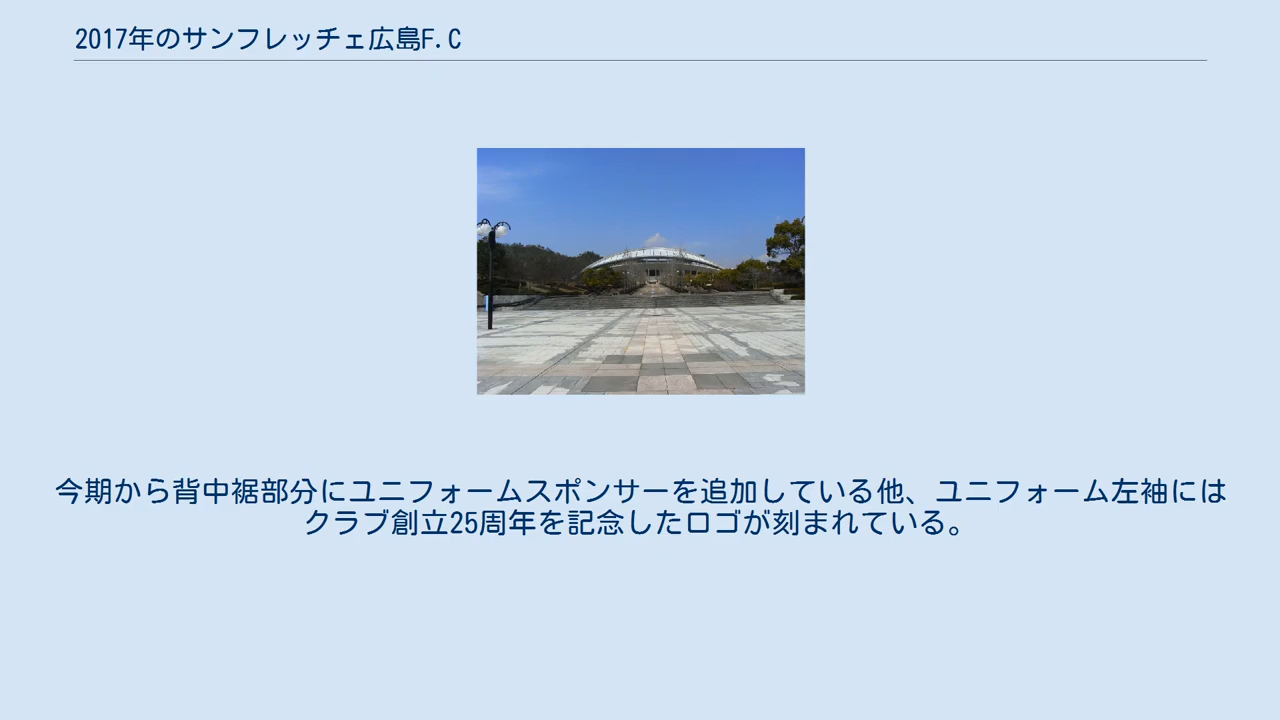 2017年のサンフレッチェ広島F.C
今期から背中裾部分にユニフォームスポンサーを追加している他、ユニフォーム左袖には
クラブ創立25周年を記念したロゴが刻まれている。